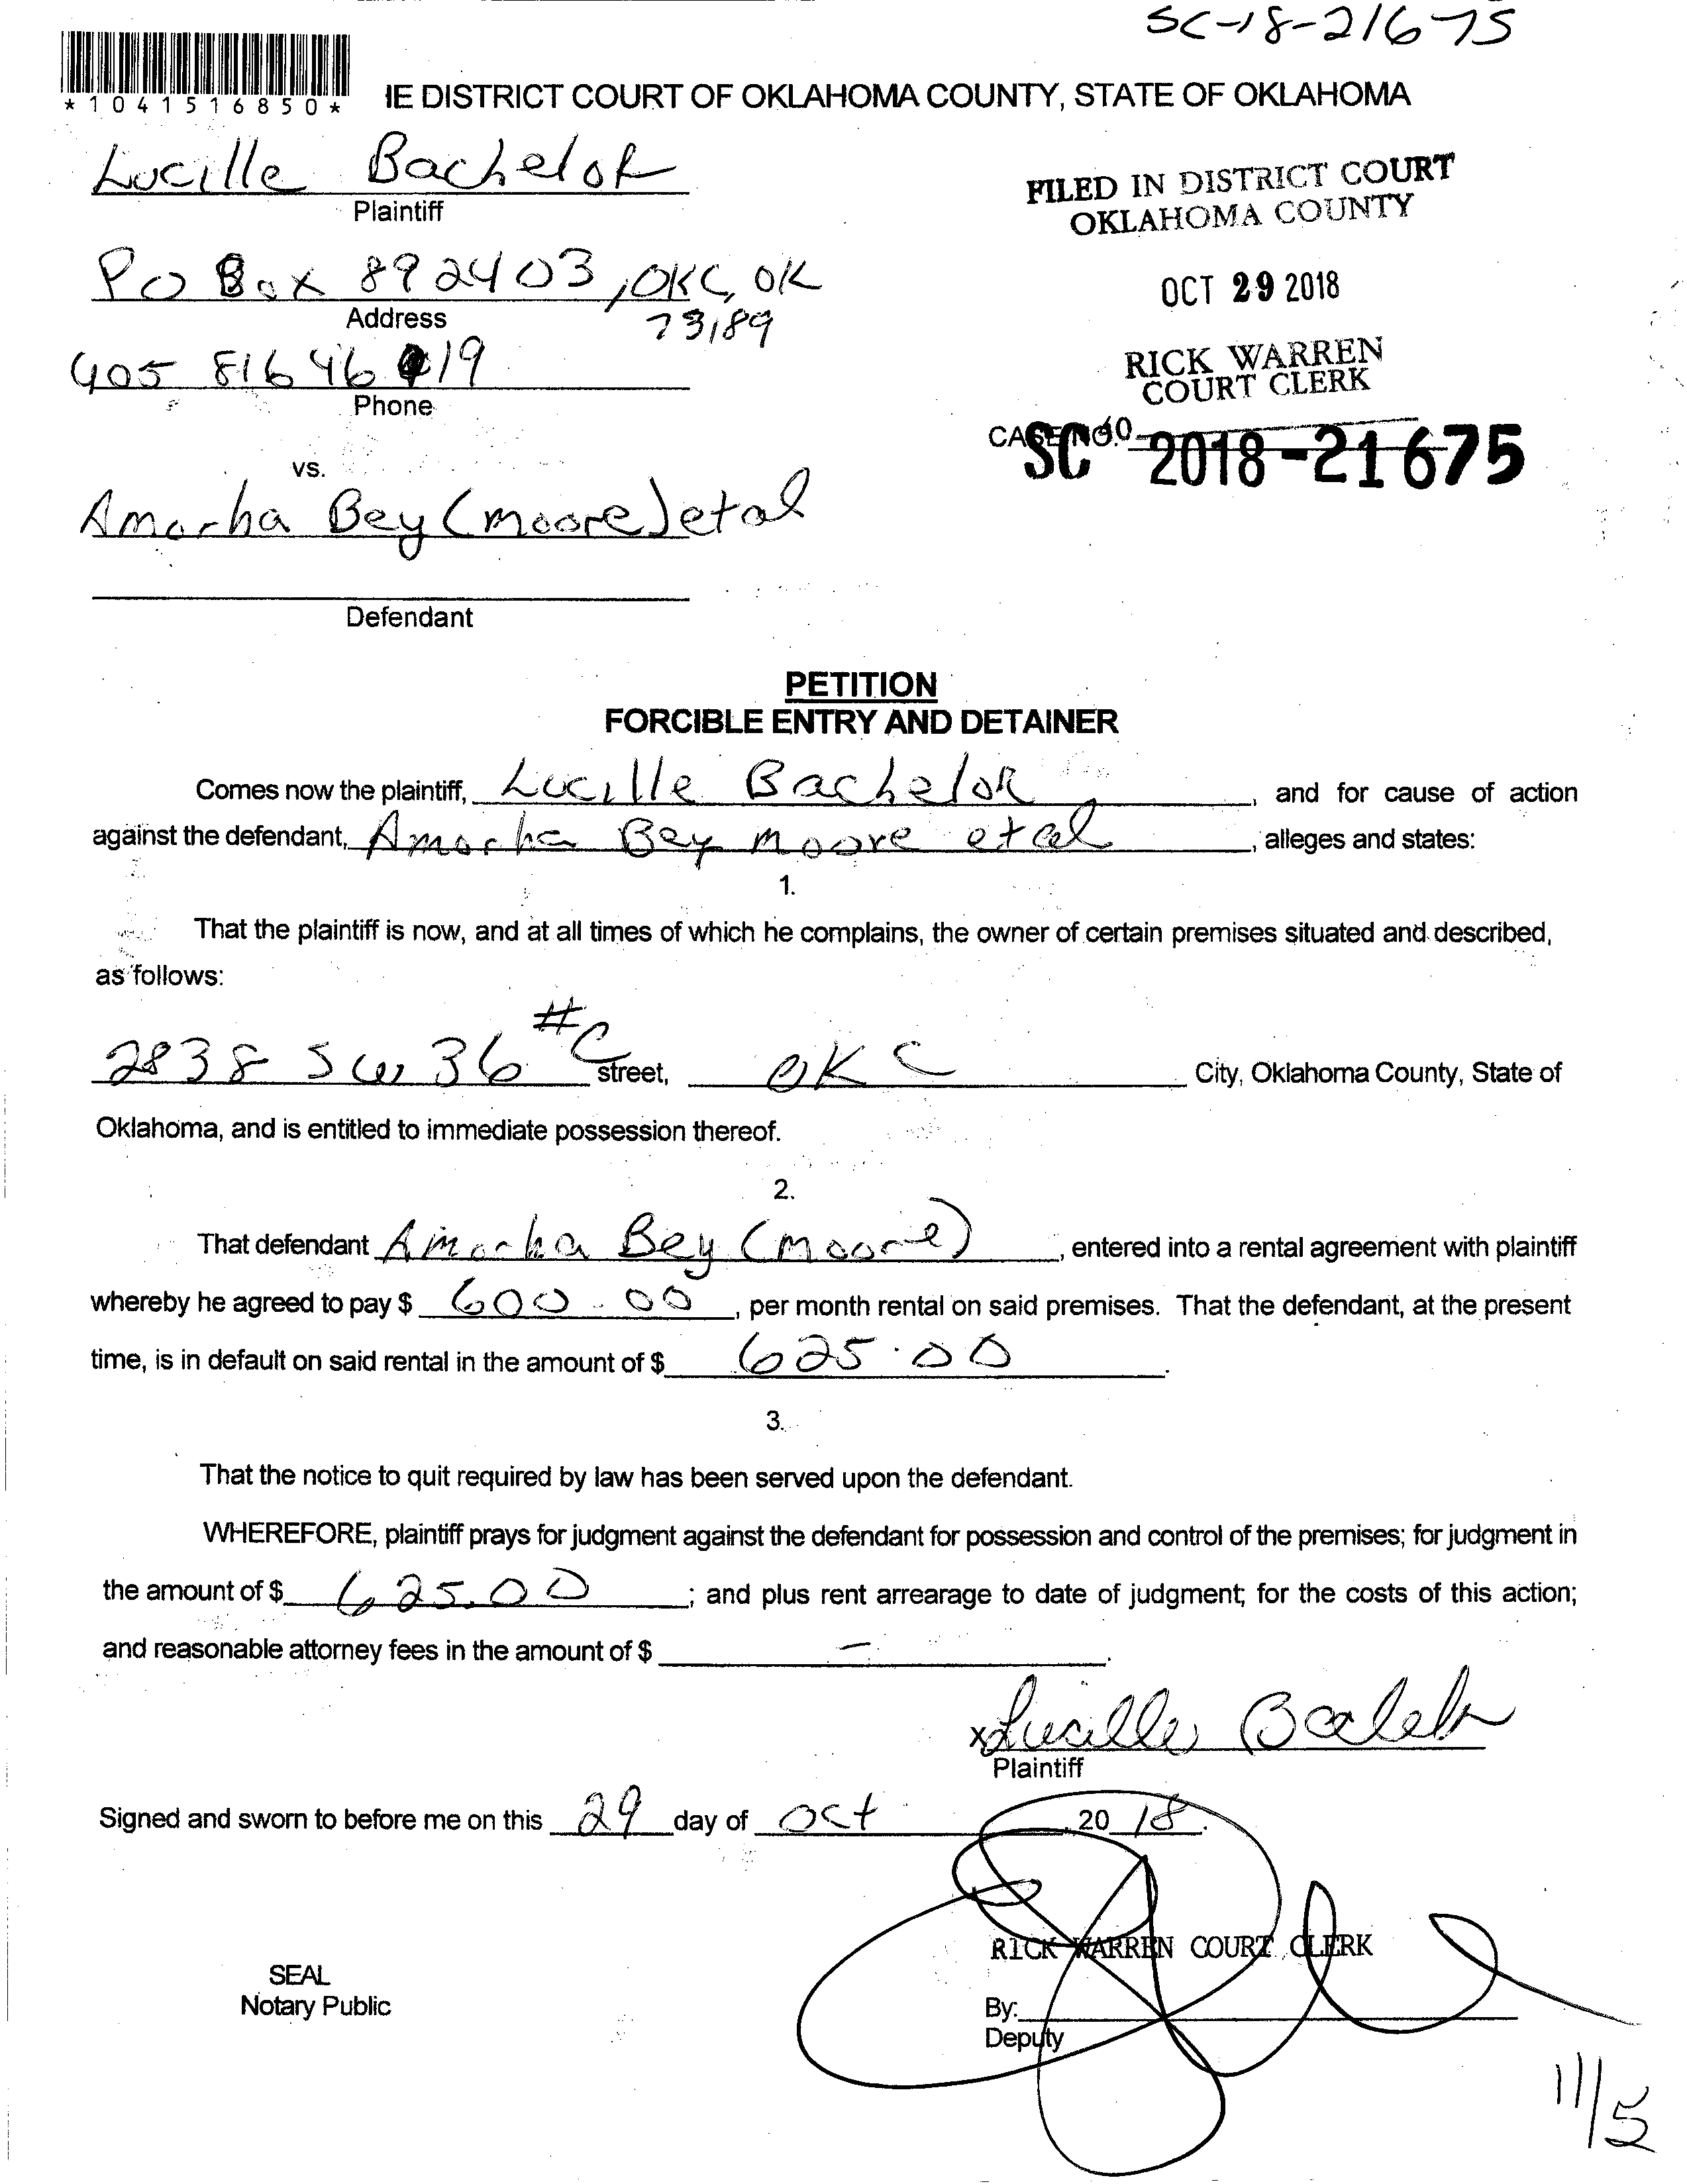 SC-18-21675
*1041516850*
IE DISTRICT COURT OF OKLAHOMA COUNTY, STATE OF OKLAHOMA
Lucille Bachelor
Plaintiff
FILED IN DISTRICT COURT
OKLAHOMA COUNTY
PO Box 892403, OKC, OK
73189
Address
OCT 29 2018
405 816 46 19
Phone
RICK WARREN
COURT CLERK
CASE NO.
SC 2018-21675
vs.
Amorha Bey (moore) etal
Defendant
PETITION
FORCIBLE ENTRY AND DETAINER
Comes now the plaintiff, Lucille Bachelor, and for cause of action
against the defendant, Amorha Bey moore etal, alleges and states:
1.
That the plaintiff is now, and at all times of which he complains, the owner of certain premises situated and described,
as follows:
2838 SW 36 #C street, OKC City, Oklahoma County, State of
Oklahoma, and is entitled to immediate possession thereof.
2.
That defendant Amorha Bey (moore), entered into a rental agreement with plaintiff
whereby he agreed to pay $ 600.00, per month rental on said premises. That the defendant, at the present
time, is in default on said rental in the amount of $ 625.00.
3.
That the notice to quit required by law has been served upon the defendant.
WHEREFORE, plaintiff prays for judgment against the defendant for possession and control of the premises; for judgment in
the amount of $ 625.00; and plus rent arrearage to date of judgment; for the costs of this action;
and reasonable attorney fees in the amount of $ —.
x Lucille Bachelor
Plaintiff
Signed and sworn to before me on this 29 day of Oct, 20 18.
RICK WARREN COURT CLERK
SEAL
Notary Public
By:
Deputy
11/5